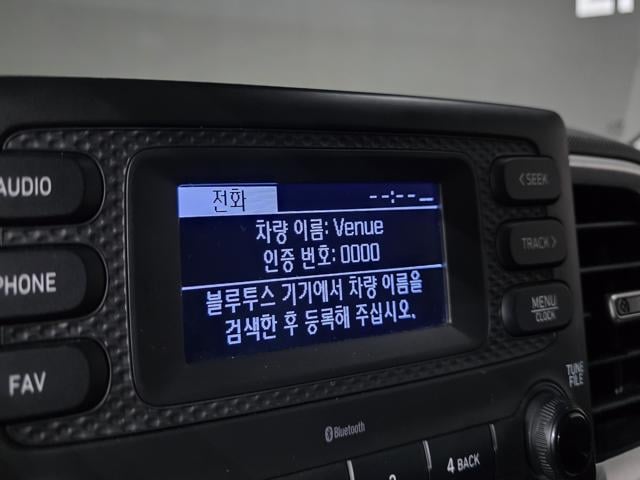 AUDIO
PHONE
FAV
전화
--:--
차량 이름: Venue
인증 번호: 0000
블루투스 기기에서 차량 이름을
검색한 후 등록해 주십시오.
< SEEK
TRACK >
MENU
CLOCK
TUNE
FILE
Bluetooth
4 BACK